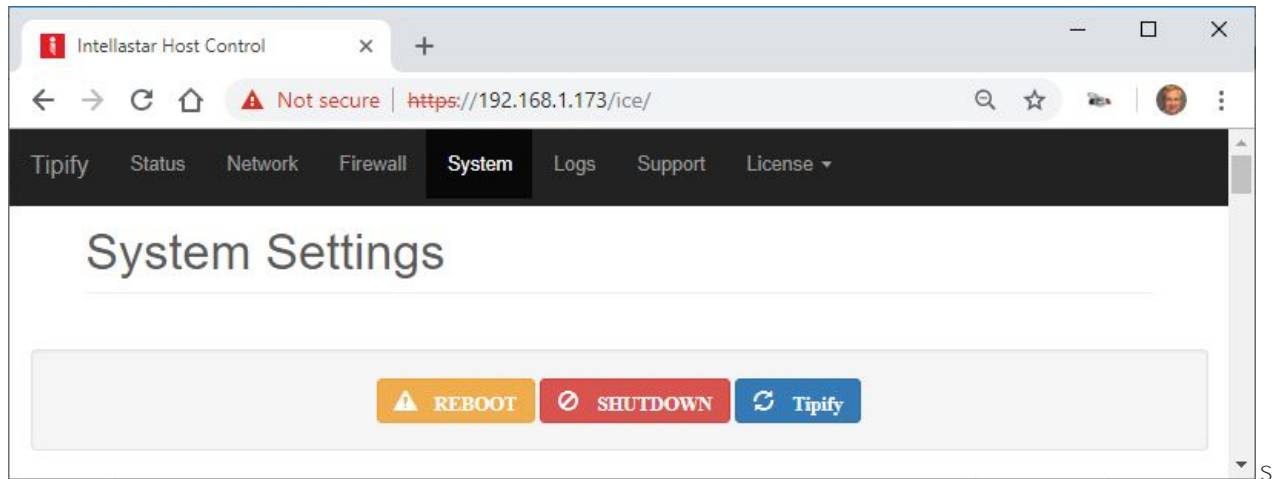 Intellastar Host Control
Not secure https://192.168.1.173/ice/
Tipify Status Network Firewall System Logs Support License
System Settings
REBOOT SHUTDOWN Tipify
s